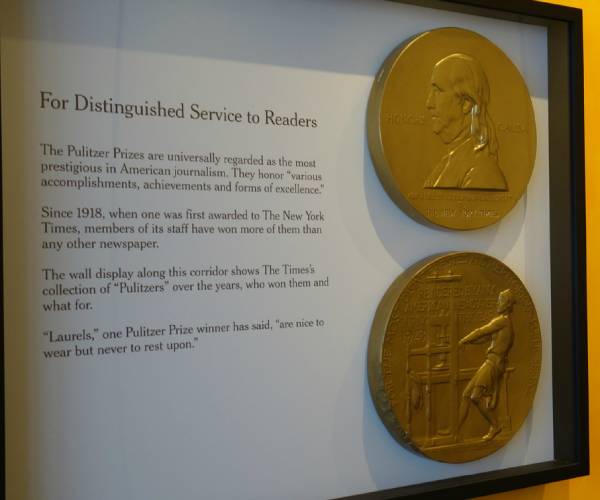 For Distinguished Service to Readers
The Pulitzer Prizes are universally regarded as the most
prestigious in American journalism. They honor "various
accomplishments, achievements and forms of excellence."
Since 1918, when one was first awarded to The New York
Times, members of its staff have won more of them than
any other newspaper.
The wall display along this corridor shows The Times's
collection of "Pulitzers" over the years, who won them and
what for.
"Laurels," one Pulitzer Prize winner has said, "are nice to
wear but never to rest upon."
HONORIS CAUSA